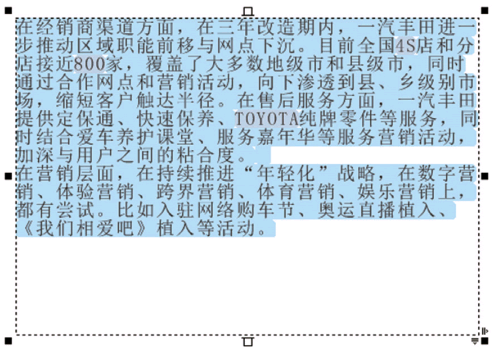 在经销商渠道方面，在三年改造期内，一汽丰田进一
步推动区域职能前移与网点下沉。目前全国4S店和分
店接近800家，覆盖了大多数地级市和县级市，同时
通过合作网点和营销活动，向下渗透到县、乡级别市
场，缩短客户触达半径。在售后服务方面，一汽丰田
提供定保通、快速保养、TOYOTA纯牌零件等服务，同
时结合爱车养护课堂、服务嘉年华等服务营销活动，
加深与用户之间的粘合度。
在营销层面，在持续推进“年轻化”战略，在数字营
销、体验营销、跨界营销、体育营销、娱乐营销上，
都有尝试。比如入驻网络购车节、奥运直播植入、
《我们相爱吧》植入等活动。